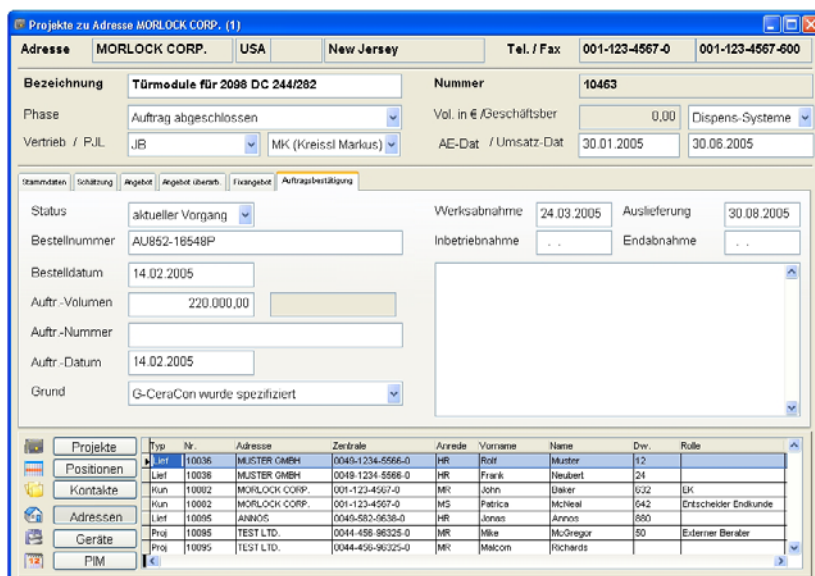 Projekte zu Adresse MORLOCK CORP. (1)
Adresse MORLOCK CORP. USA New Jersey Tel. / Fax 001-123-4567-0 001-123-4567-600
Bezeichnung Türmodule für 2098 DC 244/282 Nummer 10463
Phase Auftrag abgeschlossen Vol. in € /Geschäftsber 0,00 Dispens-Systeme
Vertrieb / PJL JB MK (Kreissl Markus) AE-Dat / Umsatz-Dat 30.01.2005 30.06.2005
Stammdaten Schätzung Angebot Angebot überarb. Fixangebot Auftragsbestätigung
Status aktueller Vorgang Werksabnahme 24.03.2005 Auslieferung 30.08.2005
Bestellnummer AU852-16548P Inbetriebnahme . . Endabnahme . .
Bestelldatum 14.02.2005
Auftr.-Volumen 220.000,00
Auftr.-Nummer
Auftr.-Datum 14.02.2005
Grund G-CeraCon wurde spezifiziert
Projekte
Positionen
Kontakte
Adressen
Geräte
12 PIM
Typ Nr. Adresse Zentrale Anrede Vorname Name Dw. Rolle
Lief 10036 MUSTER GMBH 0049-1234-5566-0 HR Rolf Muster 12
Lief 10036 MUSTER GMBH 0049-1234-5566-0 HR Frank Neubert 24
Kun 10082 MORLOCK CORP. 001-123-4567-0 MR John Baker 632 EK
Kun 10082 MORLOCK CORP. 001-123-4567-0 MS Patrica McNeal 642 Entscheider Endkunde
Lief 10095 ANNOS 0049-582-9638-0 HR Jonas Annos 880
Proj 10095 TEST LTD. 0044-456-96325-0 MR Mike McGregor 50 Externer Berater
Proj 10095 TEST LTD. 0044-456-96325-0 MR Malcom Richards